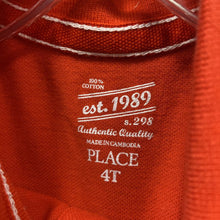 100%
COTTON
est. 1989
s. 298
Authentic Quality
MADE IN CAMBODIA
PLACE
4T